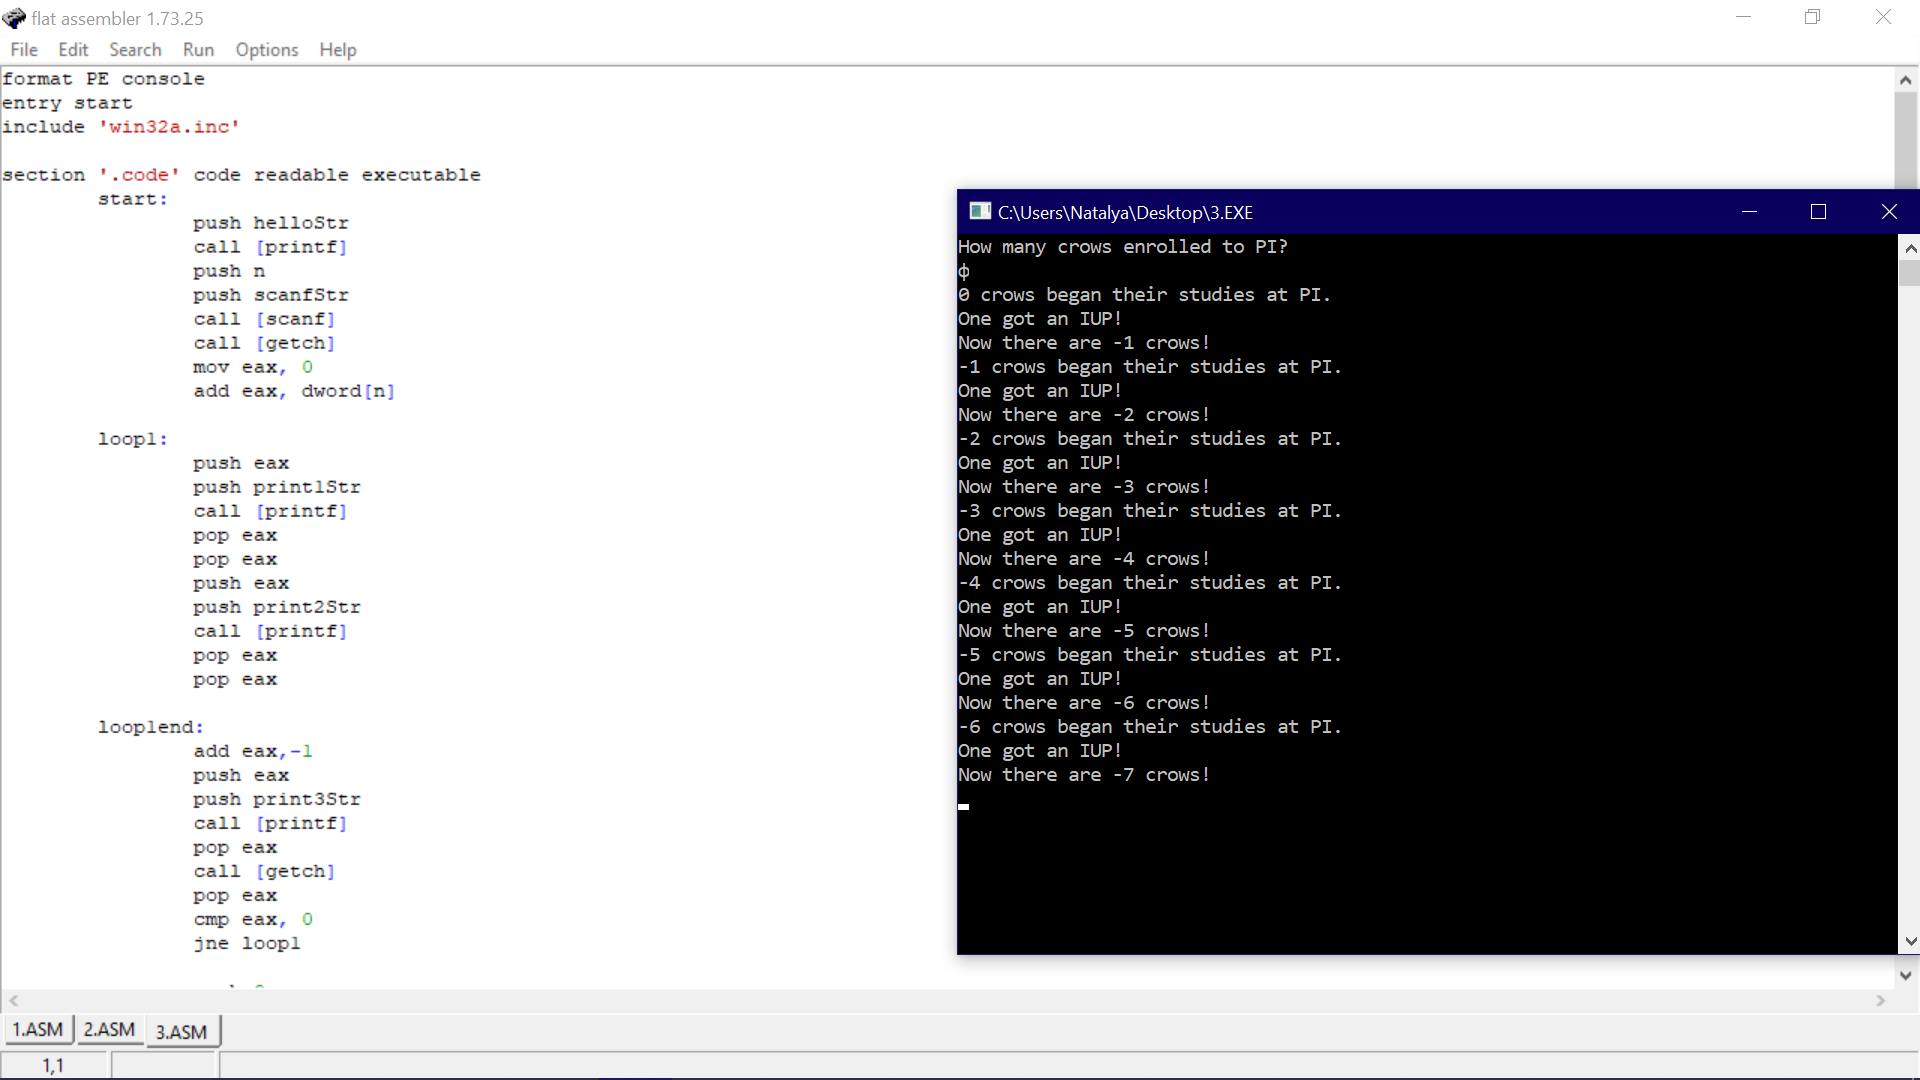 flat assembler 1.73.25
File Edit Search Run Options Help
format PE console
entry start
include 'win32a.inc'
section '.code' code readable executable
start:
push helloStr
call [printf]
push n
push scanfStr
call [scanf]
call [getch]
mov eax, 0
add eax, dword[n]
loop1:
push eax
push print1Str
call [printf]
pop eax
pop eax
push eax
push print2Str
call [printf]
pop eax
pop eax
loop1end:
add eax,-1
push eax
push print3Str
call [printf]
pop eax
call [getch]
pop eax
cmp eax, 0
jne loop1
1.ASM 2.ASM 3.ASM
1,1
C:\Users\Natalya\Desktop\3.EXE
How many crows enrolled to PI?
ф
0 crows began their studies at PI.
One got an IUP!
Now there are -1 crows!
-1 crows began their studies at PI.
One got an IUP!
Now there are -2 crows!
-2 crows began their studies at PI.
One got an IUP!
Now there are -3 crows!
-3 crows began their studies at PI.
One got an IUP!
Now there are -4 crows!
-4 crows began their studies at PI.
One got an IUP!
Now there are -5 crows!
-5 crows began their studies at PI.
One got an IUP!
Now there are -6 crows!
-6 crows began their studies at PI.
One got an IUP!
Now there are -7 crows!